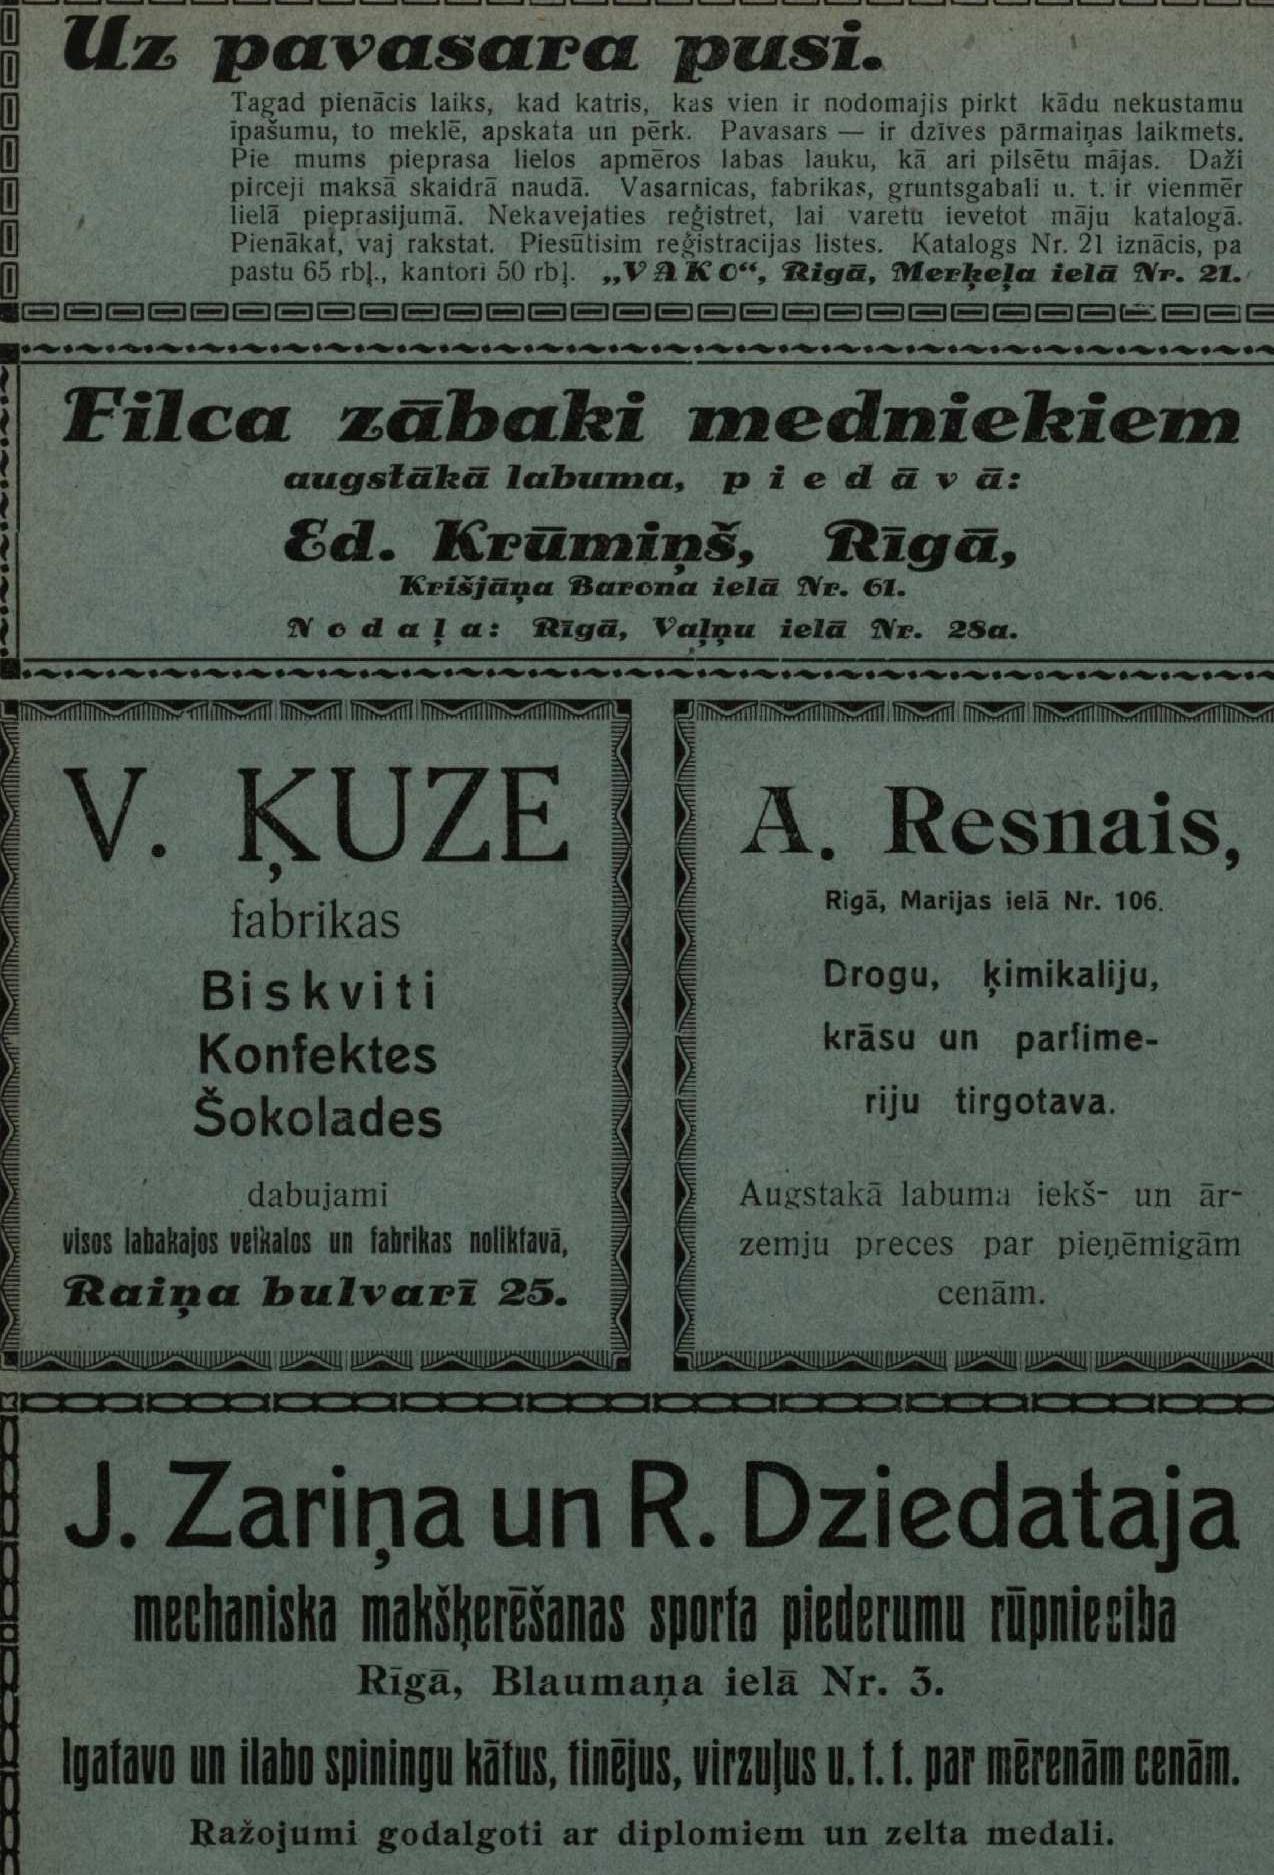 Uz pavasara pusi.
Tagad pienācis laiks, kad katris, kas vien ir nodomajis pirkt kādu nekustamu
īpašumu, to meklē, apskata un pērk. Pavasars — ir dzīves pārmaiņas laikmets.
Pie mums pieprasa lielos apmēros labas lauku, kā ari pilsētu mājas. Daži
pirceji maksā skaidrā naudā. Vasarnicas, fabrikas, gruntsgabali u. t. ir vienmēr
lielā pieprasijumā. Nekavejaties reģistret, lai varetu ievetot māju katalogā.
Pienākat, vaj rakstat. Piesūtisim reģistracijas listes. Katalogs Nr. 21 iznācis, pa
pastu 65 rbļ., kantorī 50 rbļ. „VAKO“, Rigā, Merķeļa ielā Nr. 21.
Filca zābaki medniekiem
augstākā labuma, piedāvā:
Ed. Krūmiņš, Rīgā,
Krišjāņa Barona ielā Nr. 61.
Nodaļa: Rīgā, Vaļņu ielā Nr. 28a.
V. ĶUZE
fabrikas
Biskviti
Konfektes
Šokolades
dabujami
visos labakajos veikalos un fabrikas noliktavā,
Raiņa bulvarī 25.
A. Resnais,
Rigā, Marijas ielā Nr. 106.
Drogu, ķimikaliju,
krāsu un parfime-
riju tirgotava.
Augstakā labuma iekš- un ār-
zemju preces par pieņēmigām
cenām.
J. Zariņa un R. Dziedataja
mechaniska makšķerēšanas sporta piederumu rūpnieciba
Rīgā, Blaumaņa ielā Nr. 3.
Igatavo un ilabo spiningu kātus, tinējus, virzuļus u. t. t. par mērenām cenām.
Ražojumi godalgoti ar diplomiem un zelta medali.